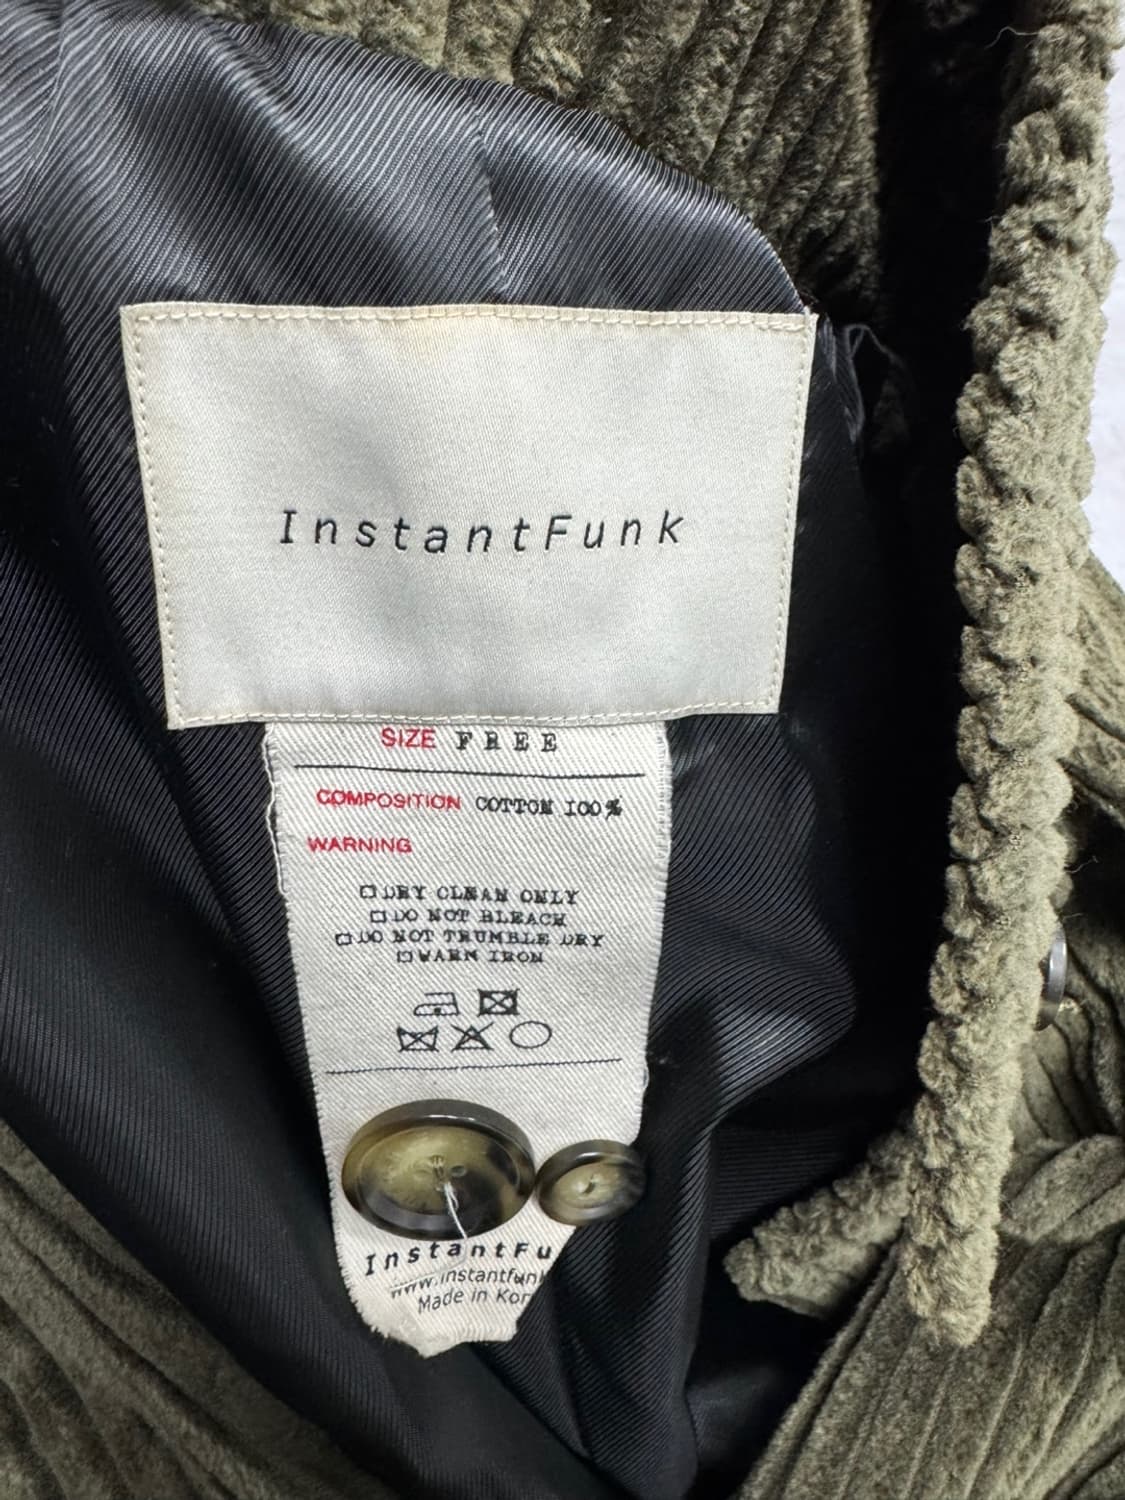 InstantFunk
SIZE FREE
COMPOSITION COTTON 100%
WARNING
DRY CLEAN ONLY
DO NOT BLEACH
DO NOT TRUMBLE DRY
WARM IRON
InstantFu
www.instantfunk
Made in Kor